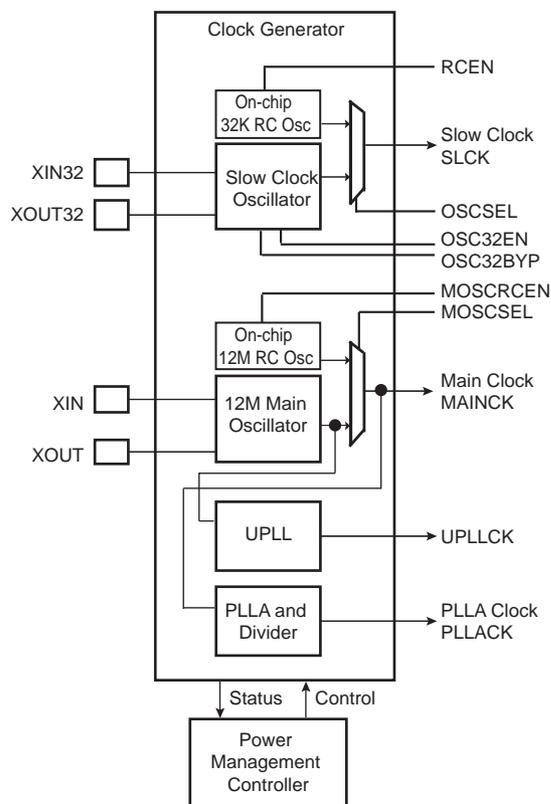 Clock Generator
RCEN
On-chip
32K RC Osc
Slow Clock
SLCK
XIN32
Slow Clock
Oscillator
XOUT32
OSCSEL
OSC32EN
OSC32BYP
MOSCRCEN
MOSCSEL
On-chip
12M RC Osc
Main Clock
MAINCK
XIN
12M Main
Oscillator
XOUT
UPLL
UPLLCK
PLLA and
Divider
PLLA Clock
PLLACK
Status
Control
Power
Management
Controller